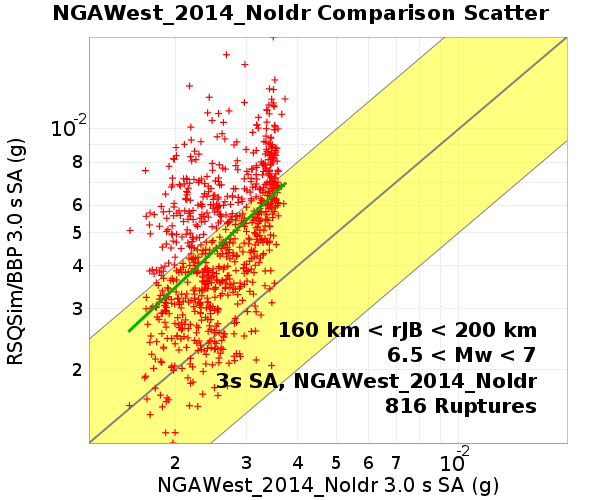 NGAWest_2014_NoIdr Comparison Scatter
RSQSim/BBP 3.0 s SA (g)
10-2
8
6
5
4
3
2
160 km < rJB < 200 km
6.5 < Mw < 7
3s SA, NGAWest_2014_NoIdr
816 Ruptures
2 3 4 5 6 7 10-2
NGAWest_2014_NoIdr 3.0 s SA (g)